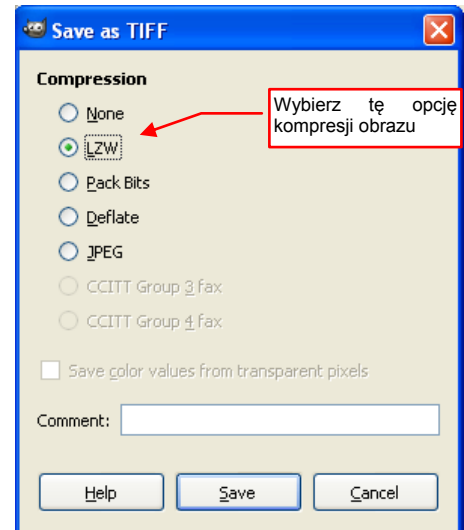 Save as TIFF
Compression
None
Wybierz tę opcję
kompresji obrazu
LZW
Pack Bits
Deflate
JPEG
CCITT Group 3 fax
CCITT Group 4 fax
Save color values from transparent pixels
Comment:
Help Save Cancel